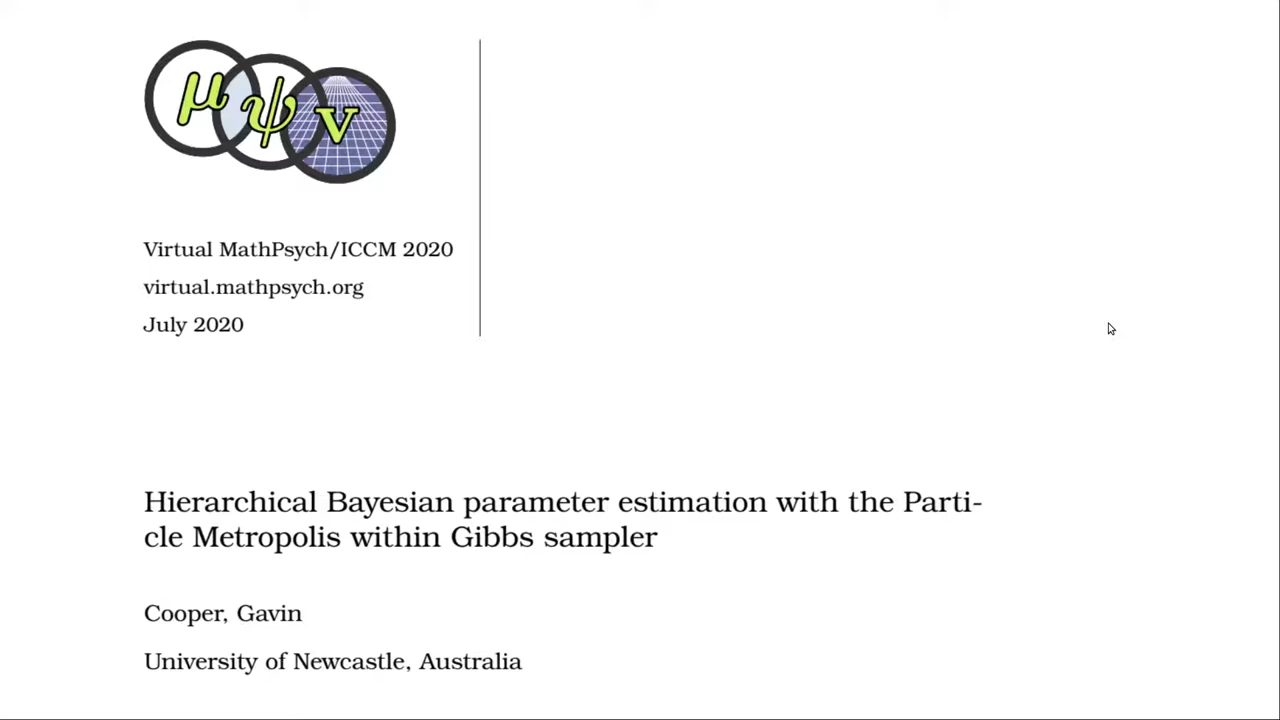 μ ψ v
Virtual MathPsych/ICCM 2020
virtual.mathpsych.org
July 2020
Hierarchical Bayesian parameter estimation with the Parti-
cle Metropolis within Gibbs sampler
Cooper, Gavin
University of Newcastle, Australia